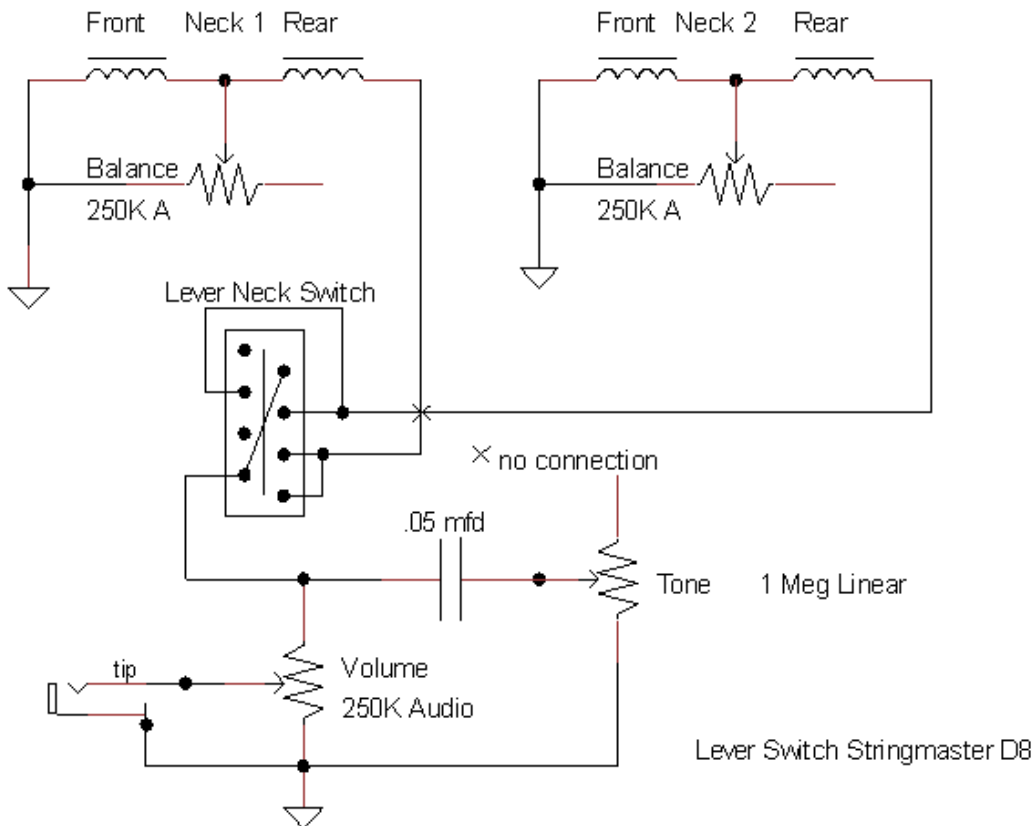 Front Neck 1 Rear
Front Neck 2 Rear
Balance
250K A
Balance
250K A
Lever Neck Switch
no connection
.05 mfd
Tone 1 Meg Linear
tip
Volume
250K Audio
Lever Switch Stringmaster D8